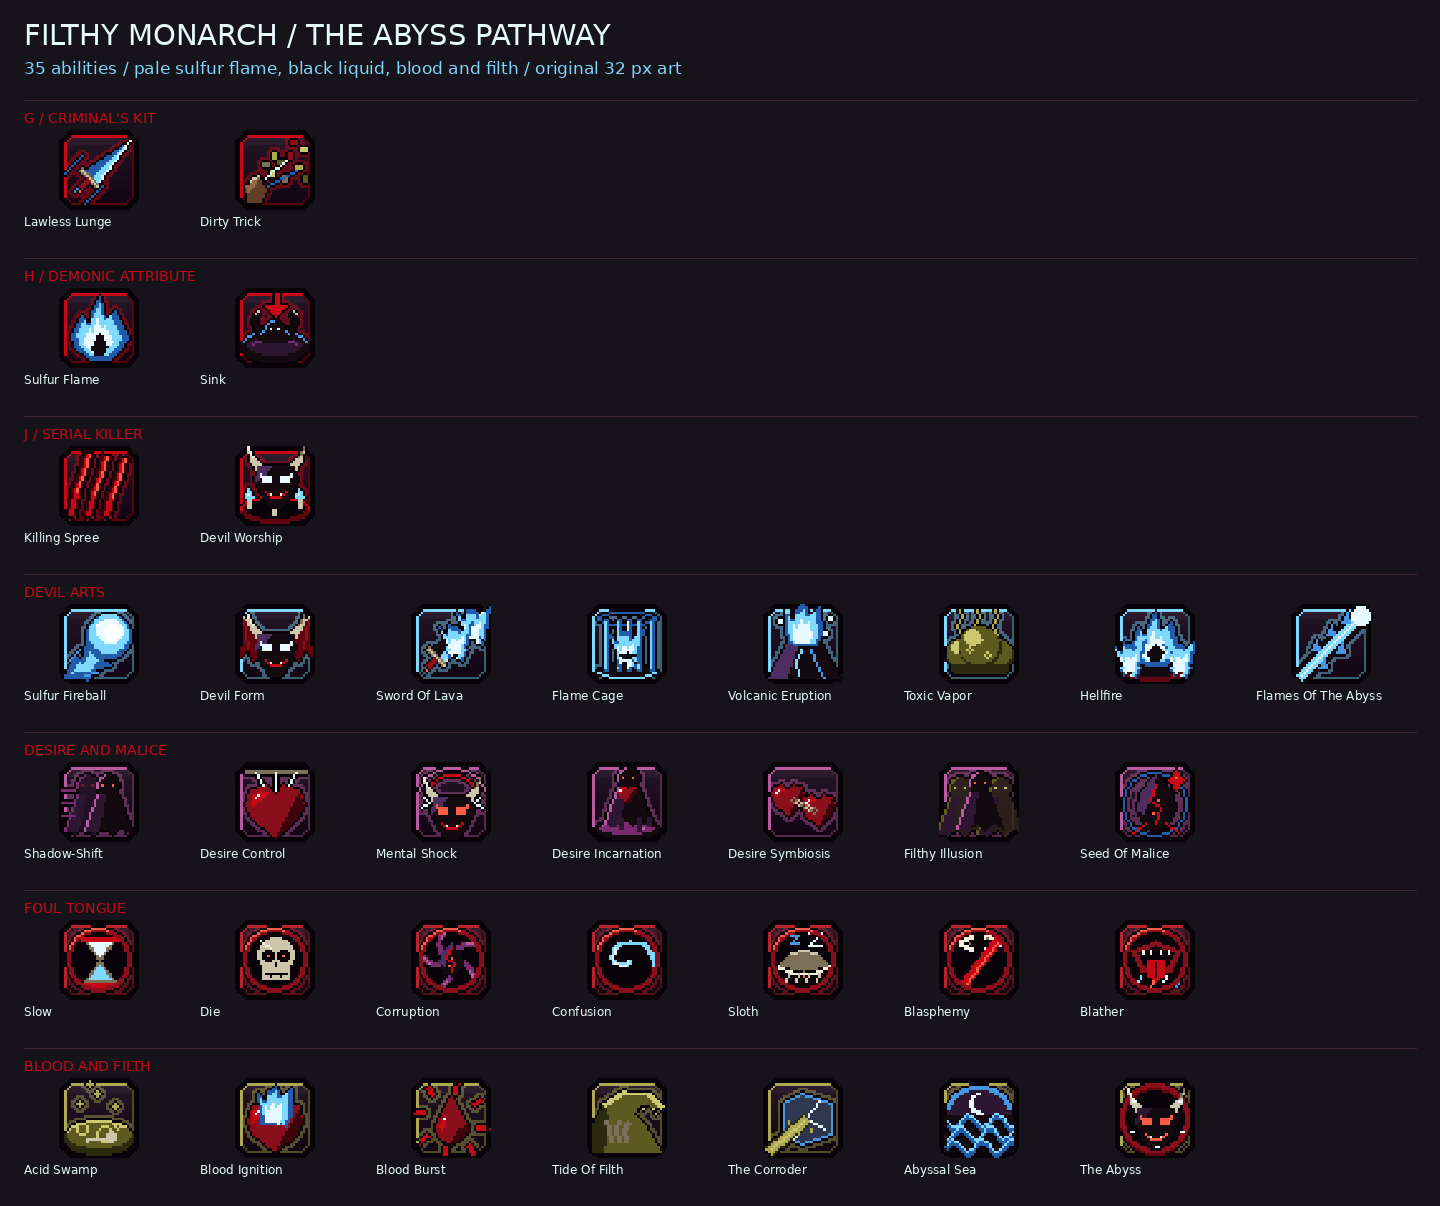 FILTHY MONARCH / THE ABYSS PATHWAY
35 abilities / pale sulfur flame, black liquid, blood and filth / original 32 px art
G / CRIMINAL'S KIT
Lawless Lunge
Dirty Trick
H / DEMONIC ATTRIBUTE
Sulfur Flame
Sink
J / SERIAL KILLER
Killing Spree
Devil Worship
DEVIL ARTS
Sulfur Fireball
Devil Form
Sword Of Lava
Flame Cage
Volcanic Eruption
Toxic Vapor
Hellfire
Flames Of The Abyss
DESIRE AND MALICE
Shadow-Shift
Desire Control
Mental Shock
Desire Incarnation
Desire Symbiosis
Filthy Illusion
Seed Of Malice
FOUL TONGUE
Slow
Die
Corruption
Confusion
Sloth
Blasphemy
Blather
BLOOD AND FILTH
Acid Swamp
Blood Ignition
Blood Burst
Tide Of Filth
The Corroder
Abyssal Sea
The Abyss